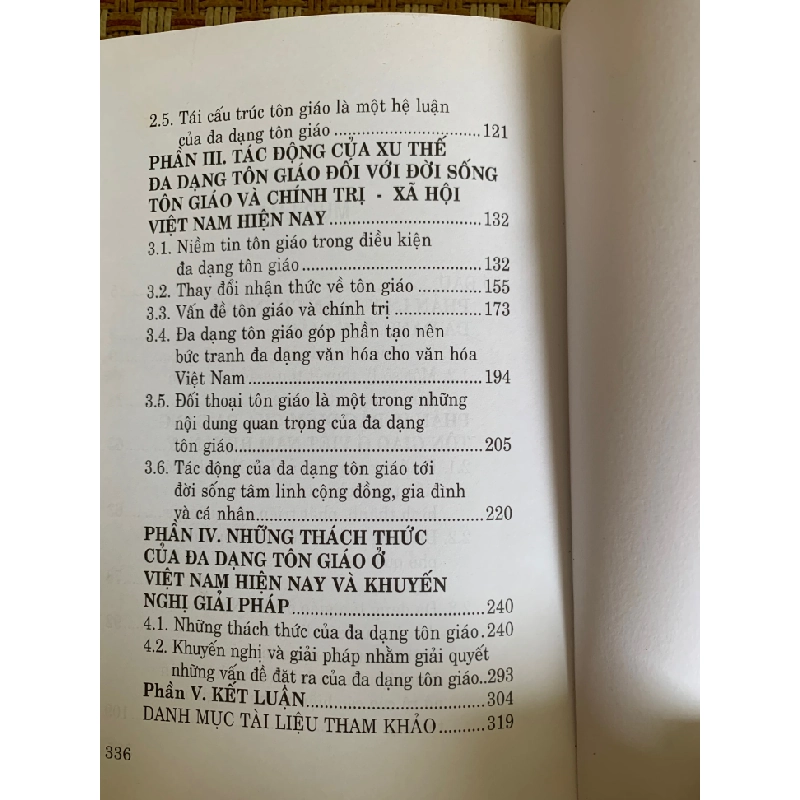 2.5. Tái cấu trúc tôn giáo là một hệ luận
của đa dạng tôn giáo ........................ 121
PHẦN III. TÁC ĐỘNG CỦA XU THẾ
ĐA DẠNG TÔN GIÁO ĐỐI VỚI ĐỜI SỐNG
TÔN GIÁO VÀ CHÍNH TRỊ - XÃ HỘI
VIỆT NAM HIỆN NAY ........................ 132
3.1. Niềm tin tôn giáo trong điều kiện
đa dạng tôn giáo ........................ 132
3.2. Thay đổi nhận thức về tôn giáo ............ 155
3.3. Vấn đề tôn giáo và chính trị ............... 173
3.4. Đa dạng tôn giáo góp phần tạo nên
bức tranh đa dạng văn hóa cho văn hóa
Việt Nam ........................ 194
3.5. Đối thoại tôn giáo là một trong những
nội dung quan trọng của đa dạng
tôn giáo ........................ 205
3.6. Tác động của đa dạng tôn giáo tới
đời sống tâm linh cộng đồng, gia đình
và cá nhân ........................ 220
PHẦN IV. NHỮNG THÁCH THỨC
CỦA ĐA DẠNG TÔN GIÁO Ở
VIỆT NAM HIỆN NAY VÀ KHUYẾN
NGHỊ GIẢI PHÁP ........................ 240
4.1. Những thách thức của đa dạng tôn giáo. 240
4.2. Khuyến nghị và giải pháp nhằm giải quyết
những vấn đề đặt ra của đa dạng tôn giáo.. 293
Phần V. KẾT LUẬN ........................ 304
DANH MỤC TÀI LIỆU THAM KHẢO .......... 319
336